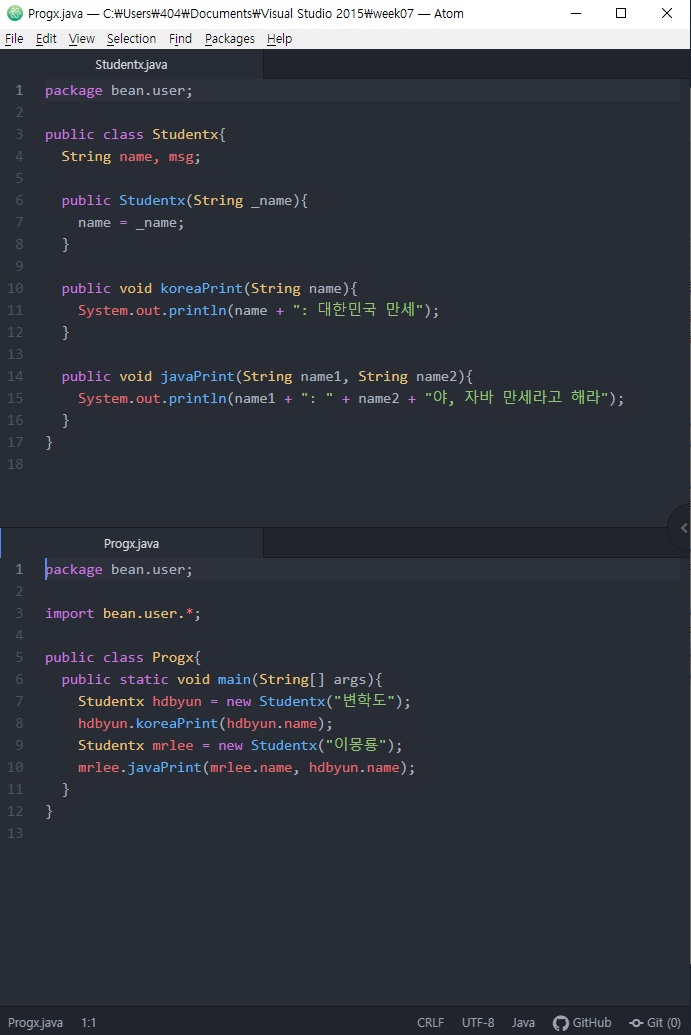 Progx.java — C:₩Users₩404₩Documents₩Visual Studio 2015₩week07 — Atom
File Edit View Selection Find Packages Help
Studentx.java
1 package bean.user;
2
3 public class Studentx{
4 String name, msg;
5
6 public Studentx(String _name){
7 name = _name;
8 }
9
10 public void koreaPrint(String name){
11 System.out.println(name + ": 대한민국 만세");
12 }
13
14 public void javaPrint(String name1, String name2){
15 System.out.println(name1 + ": " + name2 + "야, 자바 만세라고 해라");
16 }
17 }
18
Progx.java
1 package bean.user;
2
3 import bean.user.*;
4
5 public class Progx{
6 public static void main(String[] args){
7 Studentx hdbyun = new Studentx("변학도");
8 hdbyun.koreaPrint(hdbyun.name);
9 Studentx mrlee = new Studentx("이몽룡");
10 mrlee.javaPrint(mrlee.name, hdbyun.name);
11 }
12 }
13
Progx.java 1:1 CRLF UTF-8 Java GitHub Git (0)